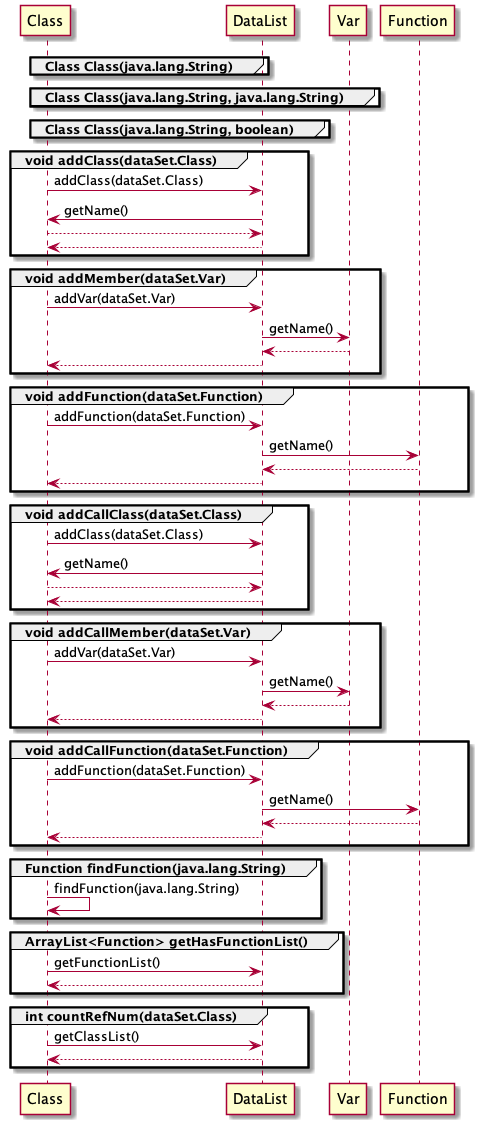 Class DataList Var Function
Class Class(java.lang.String)
Class Class(java.lang.String, java.lang.String)
Class Class(java.lang.String, boolean)
void addClass(dataSet.Class)
addClass(dataSet.Class)
getName()
void addMember(dataSet.Var)
addVar(dataSet.Var)
getName()
void addFunction(dataSet.Function)
addFunction(dataSet.Function)
getName()
void addCallClass(dataSet.Class)
addClass(dataSet.Class)
getName()
void addCallMember(dataSet.Var)
addVar(dataSet.Var)
getName()
void addCallFunction(dataSet.Function)
addFunction(dataSet.Function)
getName()
Function findFunction(java.lang.String)
findFunction(java.lang.String)
ArrayList<Function> getHasFunctionList()
getFunctionList()
int countRefNum(dataSet.Class)
getClassList()
Class DataList Var Function